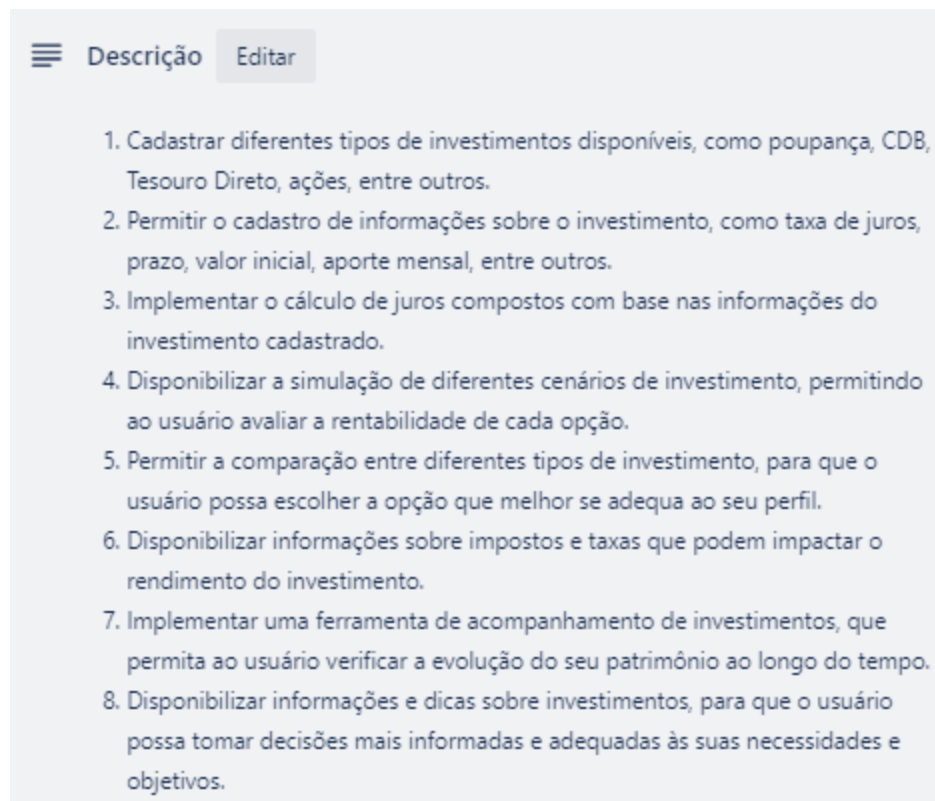 Descrição Editar
1. Cadastrar diferentes tipos de investimentos disponíveis, como poupança, CDB,
Tesouro Direto, ações, entre outros.
2. Permitir o cadastro de informações sobre o investimento, como taxa de juros,
prazo, valor inicial, aporte mensal, entre outros.
3. Implementar o cálculo de juros compostos com base nas informações do
investimento cadastrado.
4. Disponibilizar a simulação de diferentes cenários de investimento, permitindo
ao usuário avaliar a rentabilidade de cada opção.
5. Permitir a comparação entre diferentes tipos de investimento, para que o
usuário possa escolher a opção que melhor se adequa ao seu perfil.
6. Disponibilizar informações sobre impostos e taxas que podem impactar o
rendimento do investimento.
7. Implementar uma ferramenta de acompanhamento de investimentos, que
permita ao usuário verificar a evolução do seu patrimônio ao longo do tempo.
8. Disponibilizar informações e dicas sobre investimentos, para que o usuário
possa tomar decisões mais informadas e adequadas às suas necessidades e
objetivos.